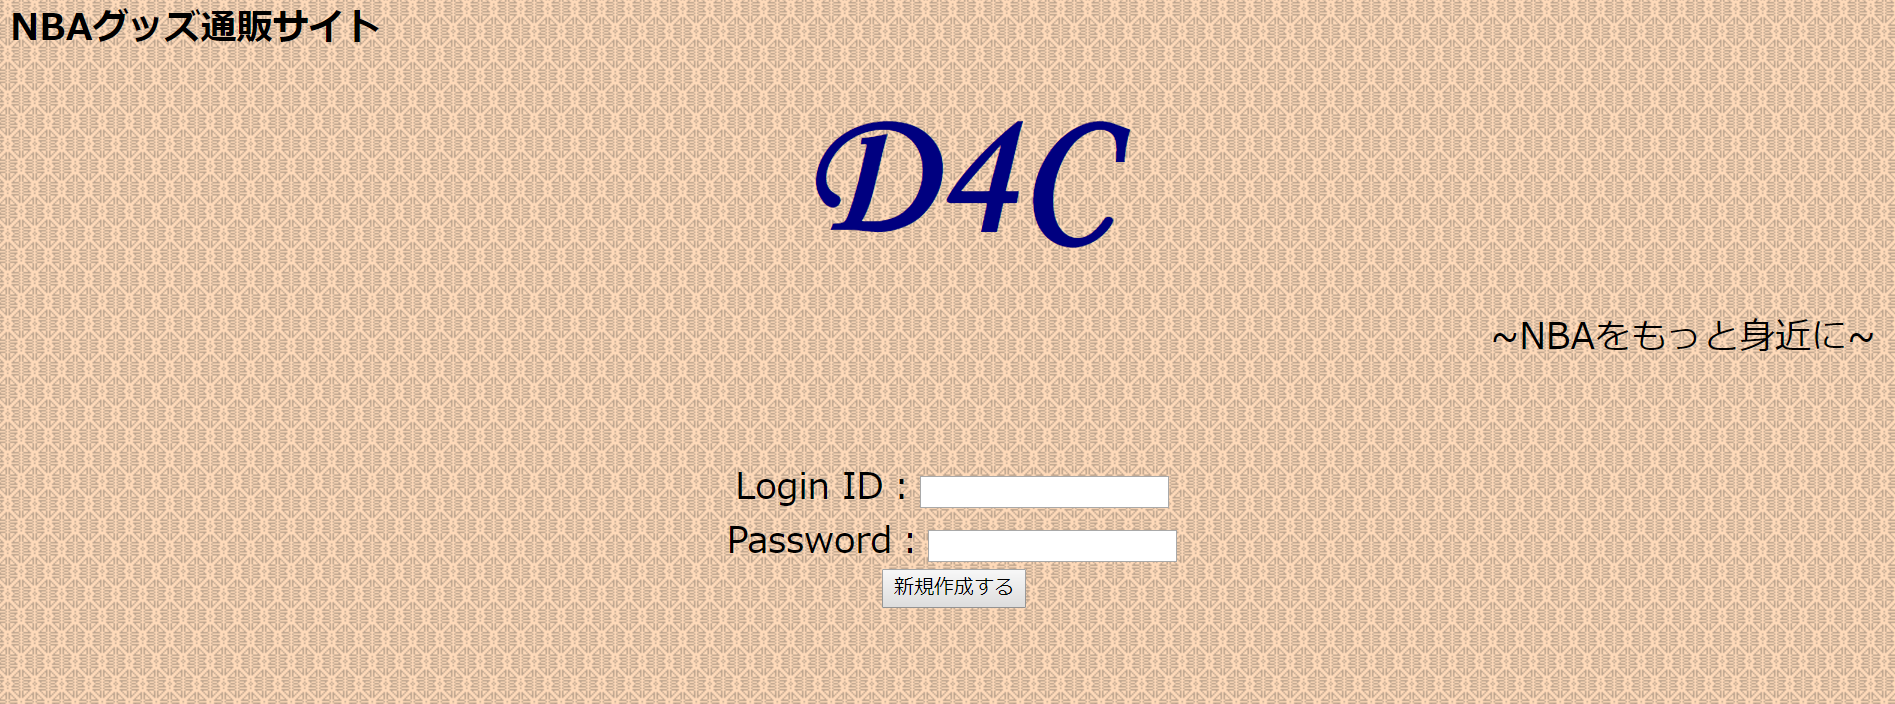 NBAグッズ通販サイト
D4C
~NBAをもっと身近に~
Login ID :
Password :
新規作成する